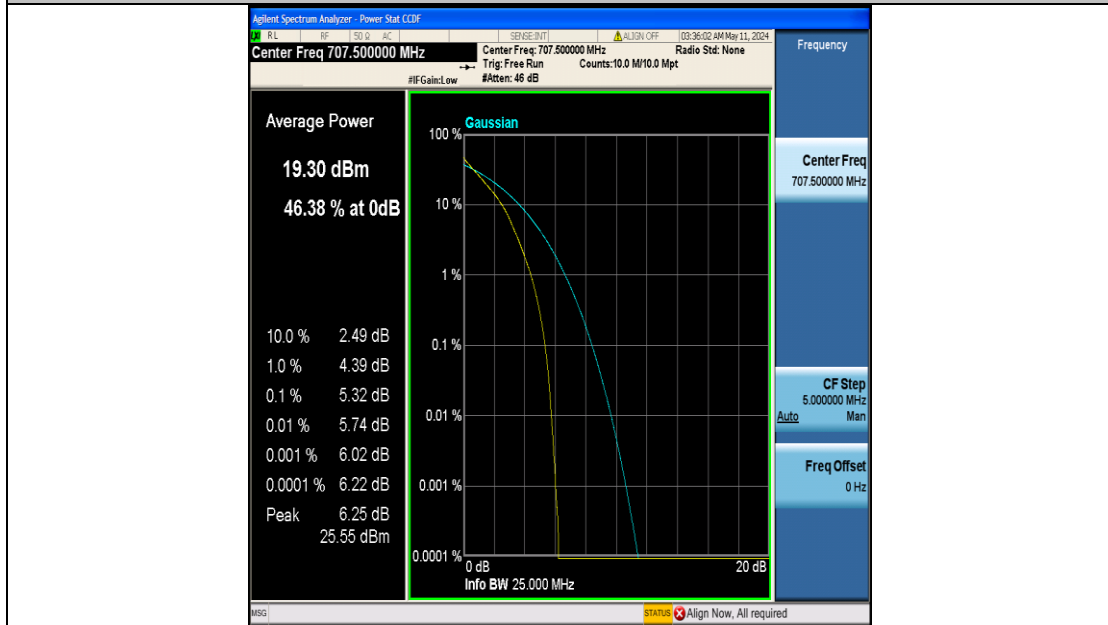 Agilent Spectrum Analyzer - Power Stat CCDF
RL RF 50 Ω AC SENSE:INT ALIGN OFF 03:36:02 AM May 11, 2024
Center Freq 707.500000 MHz
Center Freq: 707.500000 MHz Radio Std: None
Trig: Free Run Counts:10.0 M/10.0 Mpt
#IFGain:Low #Atten: 46 dB
Frequency
Average Power
19.30 dBm
46.38 % at 0dB
10.0 % 2.49 dB
1.0 % 4.39 dB
0.1 % 5.32 dB
0.01 % 5.74 dB
0.001 % 6.02 dB
0.0001 % 6.22 dB
Peak 6.25 dB
25.55 dBm
Gaussian
100 %
10 %
1 %
0.1 %
0.01 %
0.001 %
0.0001 %
0 dB 20 dB
Info BW 25.000 MHz
Center Freq
707.500000 MHz
CF Step
5.000000 MHz
Auto Man
Freq Offset
0 Hz
MSG STATUS Align Now, All required